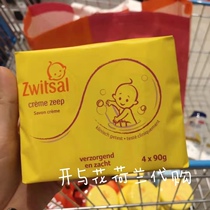 Zwitsal
crème zeep
Savon crème
verzorgend
en zacht
4 x 90g
开与花荷兰代购